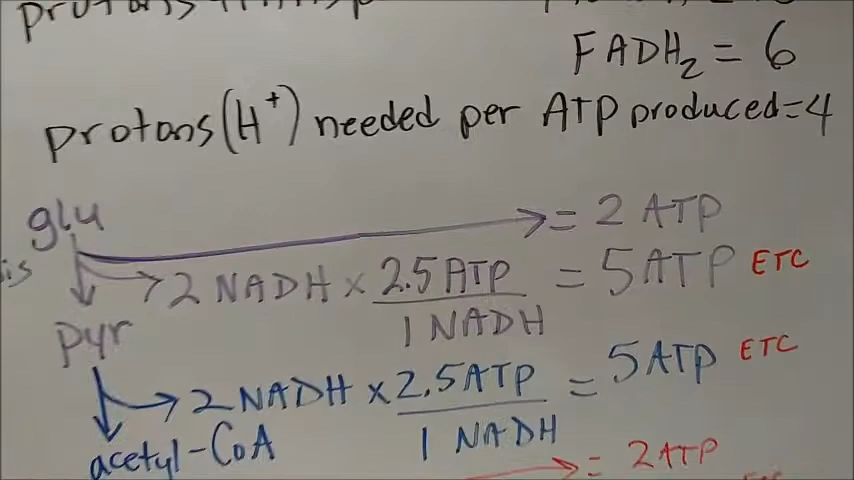 FADH₂ = 6
protons (H⁺) needed per ATP produced=4
glu = 2 ATP
2 NADH × 2.5 ATP / 1 NADH = 5 ATP ETC
pyr
2 NADH × 2.5 ATP / 1 NADH = 5 ATP ETC
acetyl-CoA
= 2 ATP